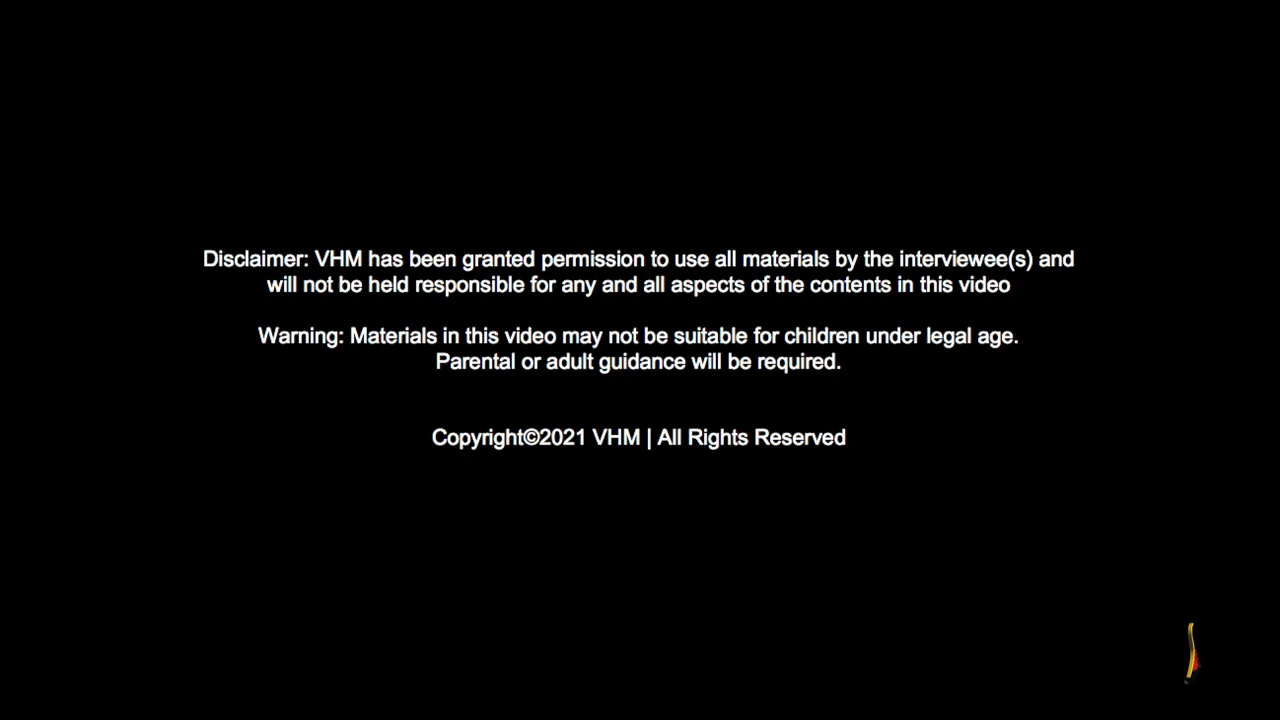 Disclaimer: VHM has been granted permission to use all materials by the interviewee(s) and
will not be held responsible for any and all aspects of the contents in this video
Warning: Materials in this video may not be suitable for children under legal age.
Parental or adult guidance will be required.
Copyright©2021 VHM | All Rights Reserved